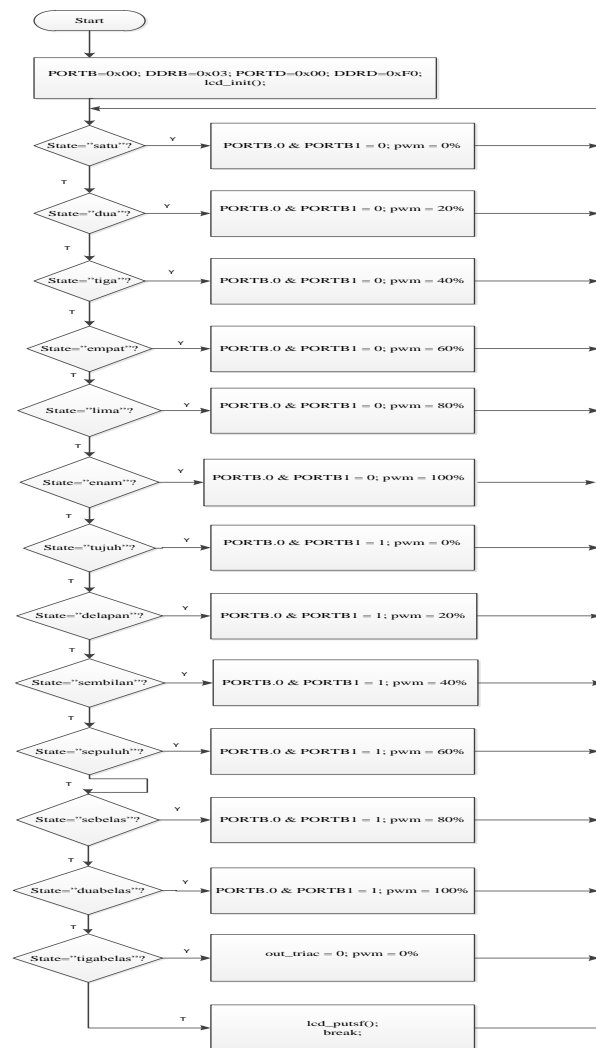 Start
PORTB=0x00; DDRB=0x03; PORTD=0x00; DDRD=0xF0;
lcd_init();
State="satu"?
Y
PORTB.0 & PORTB1 = 0; pwm = 0%
T
State="dua"?
Y
PORTB.0 & PORTB1 = 0; pwm = 20%
T
State="tiga"?
Y
PORTB.0 & PORTB1 = 0; pwm = 40%
T
State="empat"?
Y
PORTB.0 & PORTB1 = 0; pwm = 60%
T
State="lima"?
Y
PORTB.0 & PORTB1 = 0; pwm = 80%
T
State="enam"?
Y
PORTB.0 & PORTB1 = 0; pwm = 100%
T
State="tujuh"?
Y
PORTB.0 & PORTB1 = 1; pwm = 0%
T
State="delapan"?
Y
PORTB.0 & PORTB1 = 1; pwm = 20%
T
State="sembilan"?
Y
PORTB.0 & PORTB1 = 1; pwm = 40%
T
State="sepuluh"?
Y
PORTB.0 & PORTB1 = 1; pwm = 60%
T
State="sebelas"?
Y
PORTB.0 & PORTB1 = 1; pwm = 80%
T
State="duabelas"?
Y
PORTB.0 & PORTB1 = 1; pwm = 100%
T
State="tigabelas"?
Y
out_triac = 0; pwm = 0%
T
lcd_putsf();
break;